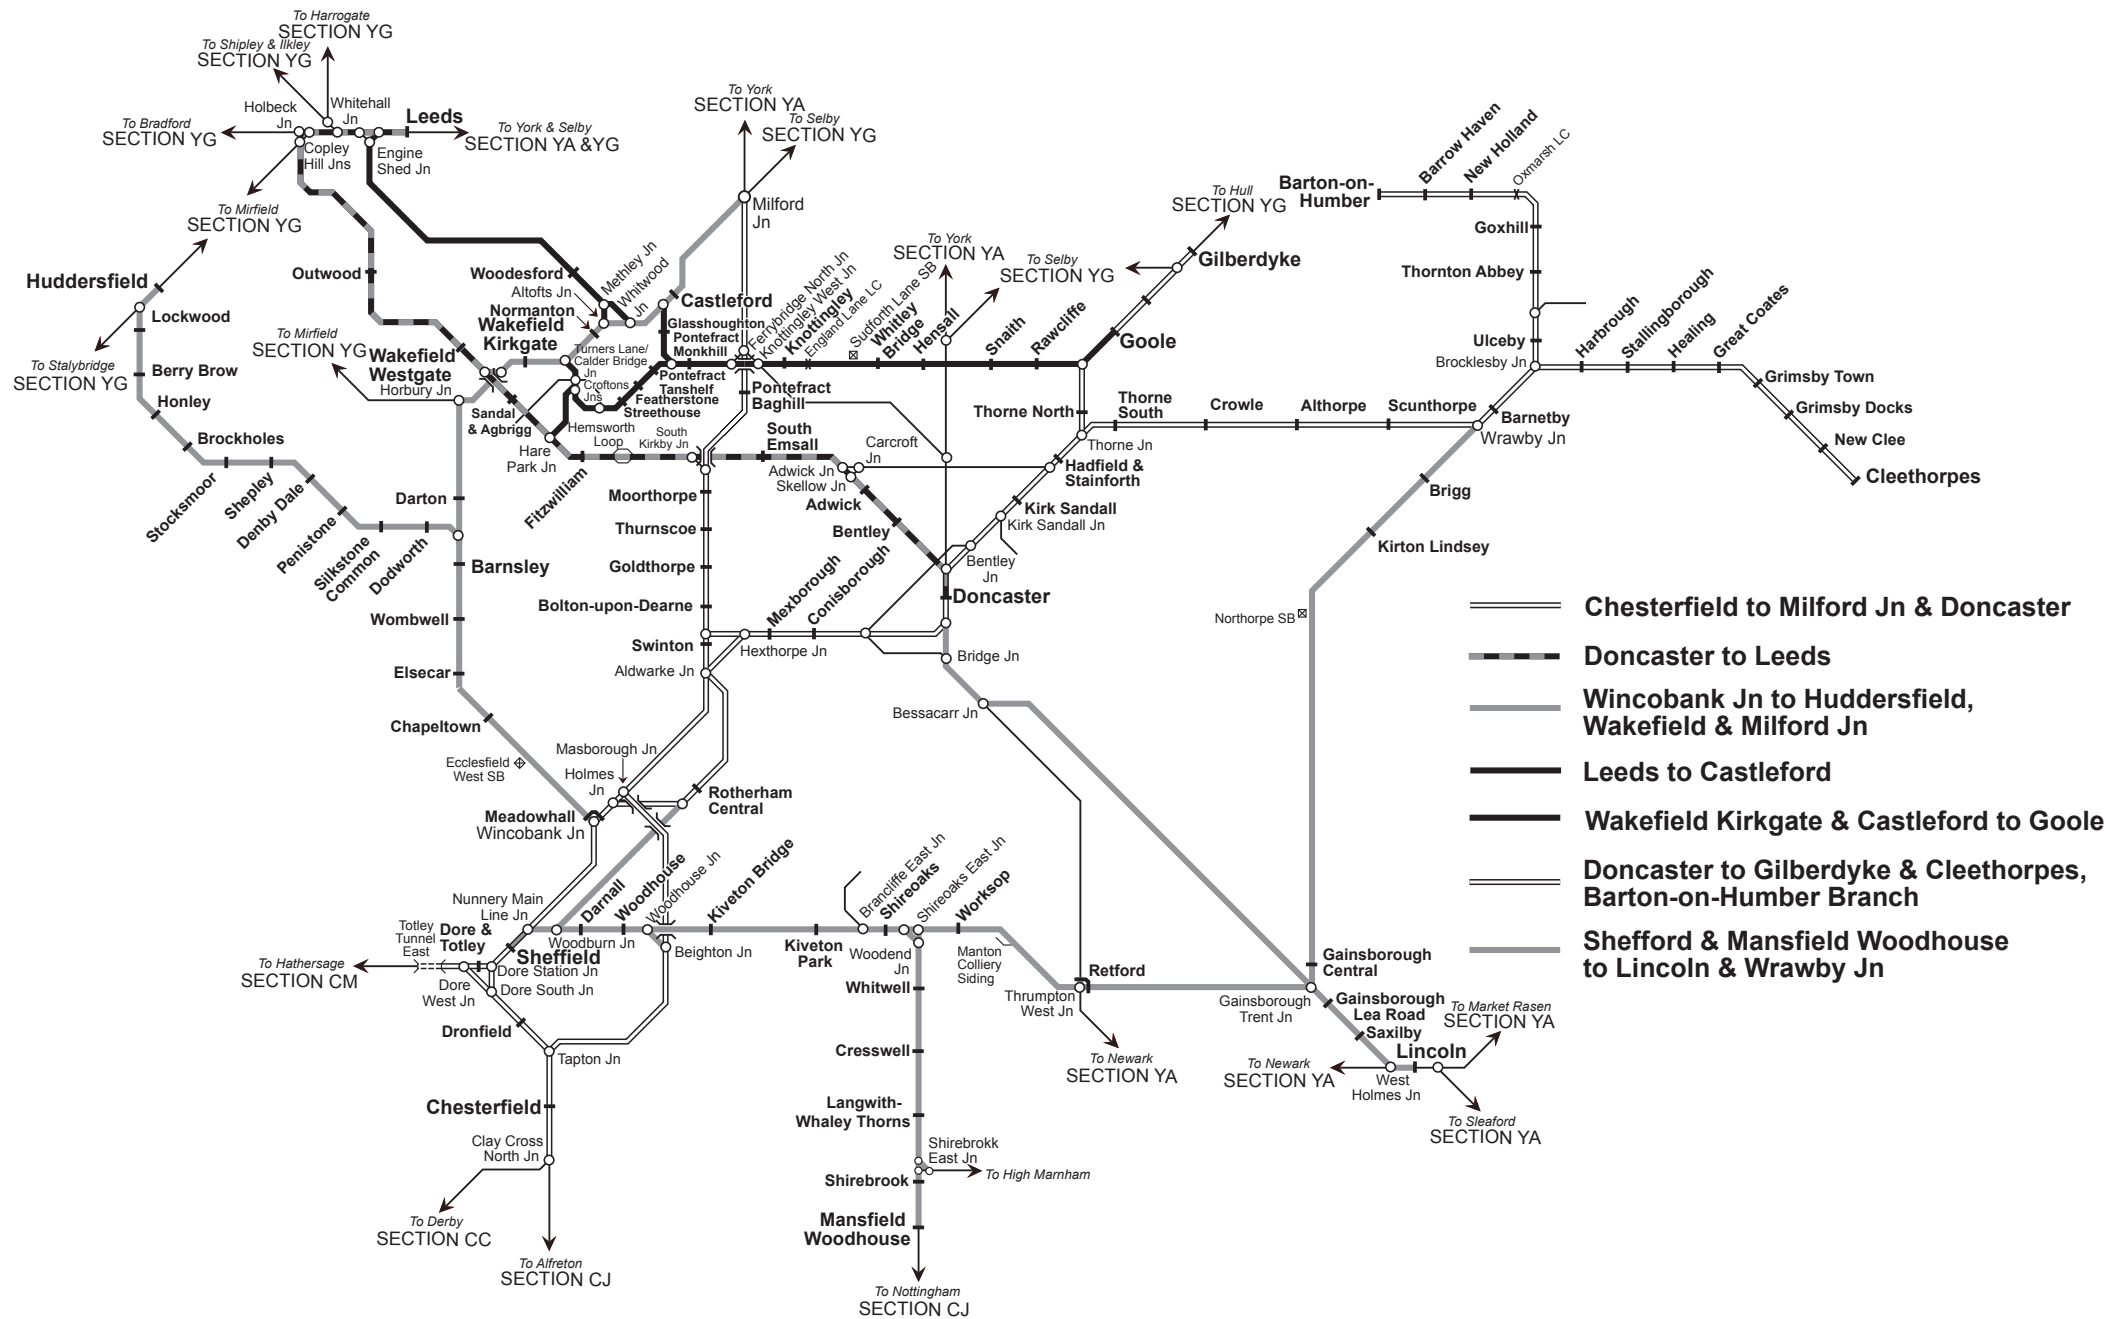 To Harrogate
SECTION YG
To Shipley & Ilkley
SECTION YG
Holbeck
Jn
Whitehall
Jn
Leeds
To Bradford
SECTION YG
To York & Selby
SECTION YA &YG
Copley
Hill Jns
Engine
Shed Jn
To Mirfield
SECTION YG
Huddersfield
Lockwood
To Stalybridge
SECTION YG
Berry Brow
Honley
Brockholes
Stocksmoor
Shepley
Denby Dale
Penistone
Silkstone
Common
Dodworth
Outwood
To Mirfield
SECTION YG
Wakefield
Westgate
Horbury Jn
Woodesford
Altofts Jn
Methley Jn
Whitwood
Jn
Normanton
Wakefield
Kirkgate
Castleford
Glasshoughton
Pontefract
Monkhill
Turners Lane/
Calder Bridge
Jn
Croftons
Jns
Pontefract
Tanshelf
Featherstone
Streethouse
Sandal
& Agbrigg
Hemsworth
Loop
South
Kirkby Jn
Hare
Park Jn
Fitzwilliam
To York
SECTION YA
To Selby
SECTION YG
Milford
Jn
Ferrybridge North Jn
Knottingley West Jn
Knottingley
England Lane LC
Sudforth Lane SB
Whitley
Bridge
Hensall
Snaith
Rawcliffe
Goole
To York
SECTION YA
To Selby
SECTION YG
To Hull
SECTION YG
Gilberdyke
Pontefract
Baghill
South
Emsall
Carcroft
Jn
Adwick Jn
Skellow Jn
Adwick
Bentley
Thorne North
Thorne
South
Crowle
Althorpe
Scunthorpe
Thorne Jn
Hadfield &
Stainforth
Kirk Sandall
Kirk Sandall Jn
Bentley
Jn
Doncaster
Barton-on-
Humber
Barrow Haven
New Holland
Oxmarsh LC
Goxhill
Thornton Abbey
Ulceby
Brocklesby Jn
Harbrough
Stallingborough
Healing
Great Coates
Grimsby Town
Grimsby Docks
New Clee
Cleethorpes
Barnetby
Wrawby Jn
Brigg
Kirton Lindsey
Northorpe SB
Darton
Barnsley
Wombwell
Elsecar
Chapeltown
Ecclesfield
West SB
Moorthorpe
Thurnscoe
Goldthorpe
Bolton-upon-Dearne
Swinton
Aldwarke Jn
Mexborough
Conisborough
Hexthorpe Jn
Bridge Jn
Bessacarr Jn
Masborough Jn
Holmes
Jn
Rotherham
Central
Meadowhall
Wincobank Jn
Nunnery Main
Line Jn
Totley
Tunnel
East
Dore &
Totley
Sheffield
Darnall
Woodhouse
Woodhouse Jn
Woodburn Jn
Beighton Jn
Kiveton Bridge
Kiveton
Park
Brancliffe East Jn
Shireoaks
Shireoaks East Jn
Worksop
Woodend
Jn
Manton
Colliery
Siding
To Hathersage
SECTION CM
Dore Station Jn
Dore
West Jn
Dore South Jn
Dronfield
Tapton Jn
Chesterfield
Clay Cross
North Jn
To Derby
SECTION CC
To Alfreton
SECTION CJ
Whitwell
Cresswell
Langwith-
Whaley Thorns
Shirebrokk
East Jn
To High Marnham
Shirebrook
Mansfield
Woodhouse
To Nottingham
SECTION CJ
Retford
Thrumpton
West Jn
To Newark
SECTION YA
Gainsborough
Central
Gainsborough
Trent Jn
Gainsborough
Lea Road
Saxilby
Lincoln
To Market Rasen
SECTION YA
To Newark
SECTION YA
West
Holmes Jn
To Sleaford
SECTION YA
Chesterfield to Milford Jn & Doncaster
Doncaster to Leeds
Wincobank Jn to Huddersfield,
Wakefield & Milford Jn
Leeds to Castleford
Wakefield Kirkgate & Castleford to Goole
Doncaster to Gilberdyke & Cleethorpes,
Barton-on-Humber Branch
Shefford & Mansfield Woodhouse
to Lincoln & Wrawby Jn